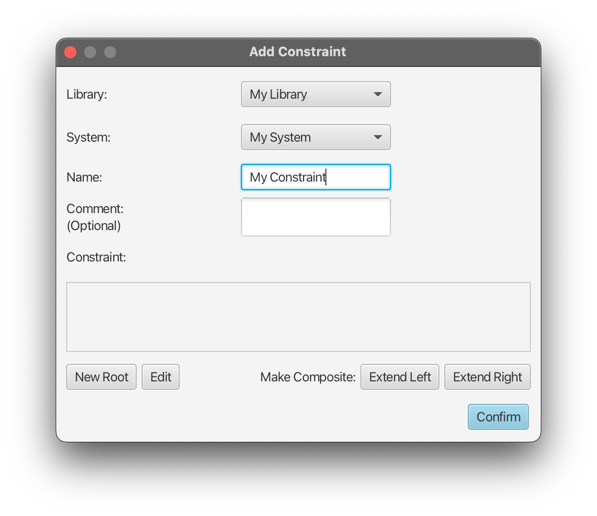 Add Constraint
Library: My Library
System: My System
Name: My Constraint
Comment:
(Optional)
Constraint:
New Root Edit Make Composite: Extend Left Extend Right
Confirm